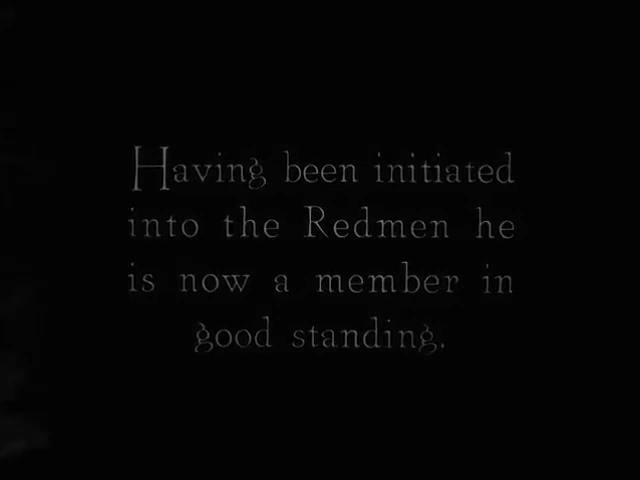 Having been initiated
into the Redmen he
is now a member in
good standing.